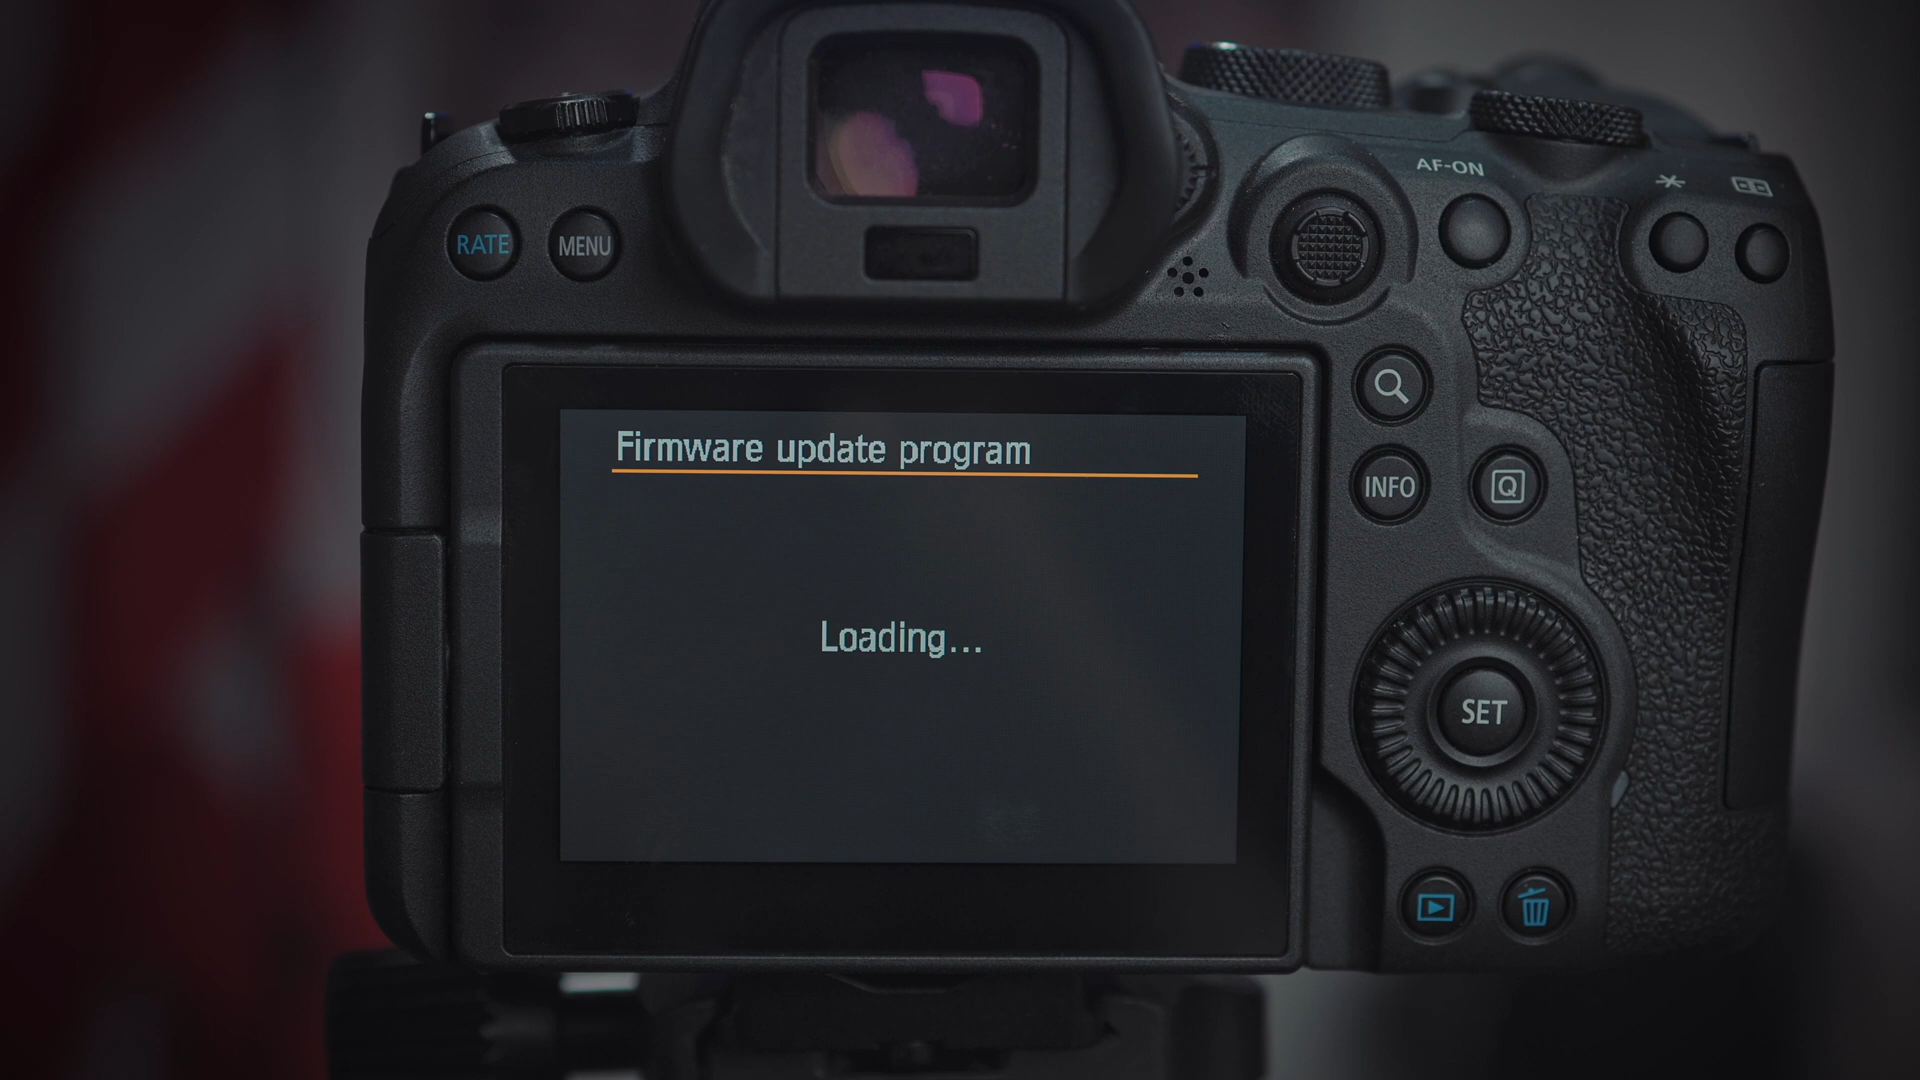 AF-ON
RATE
MENU
Firmware update program
INFO
Q
Loading...
SET